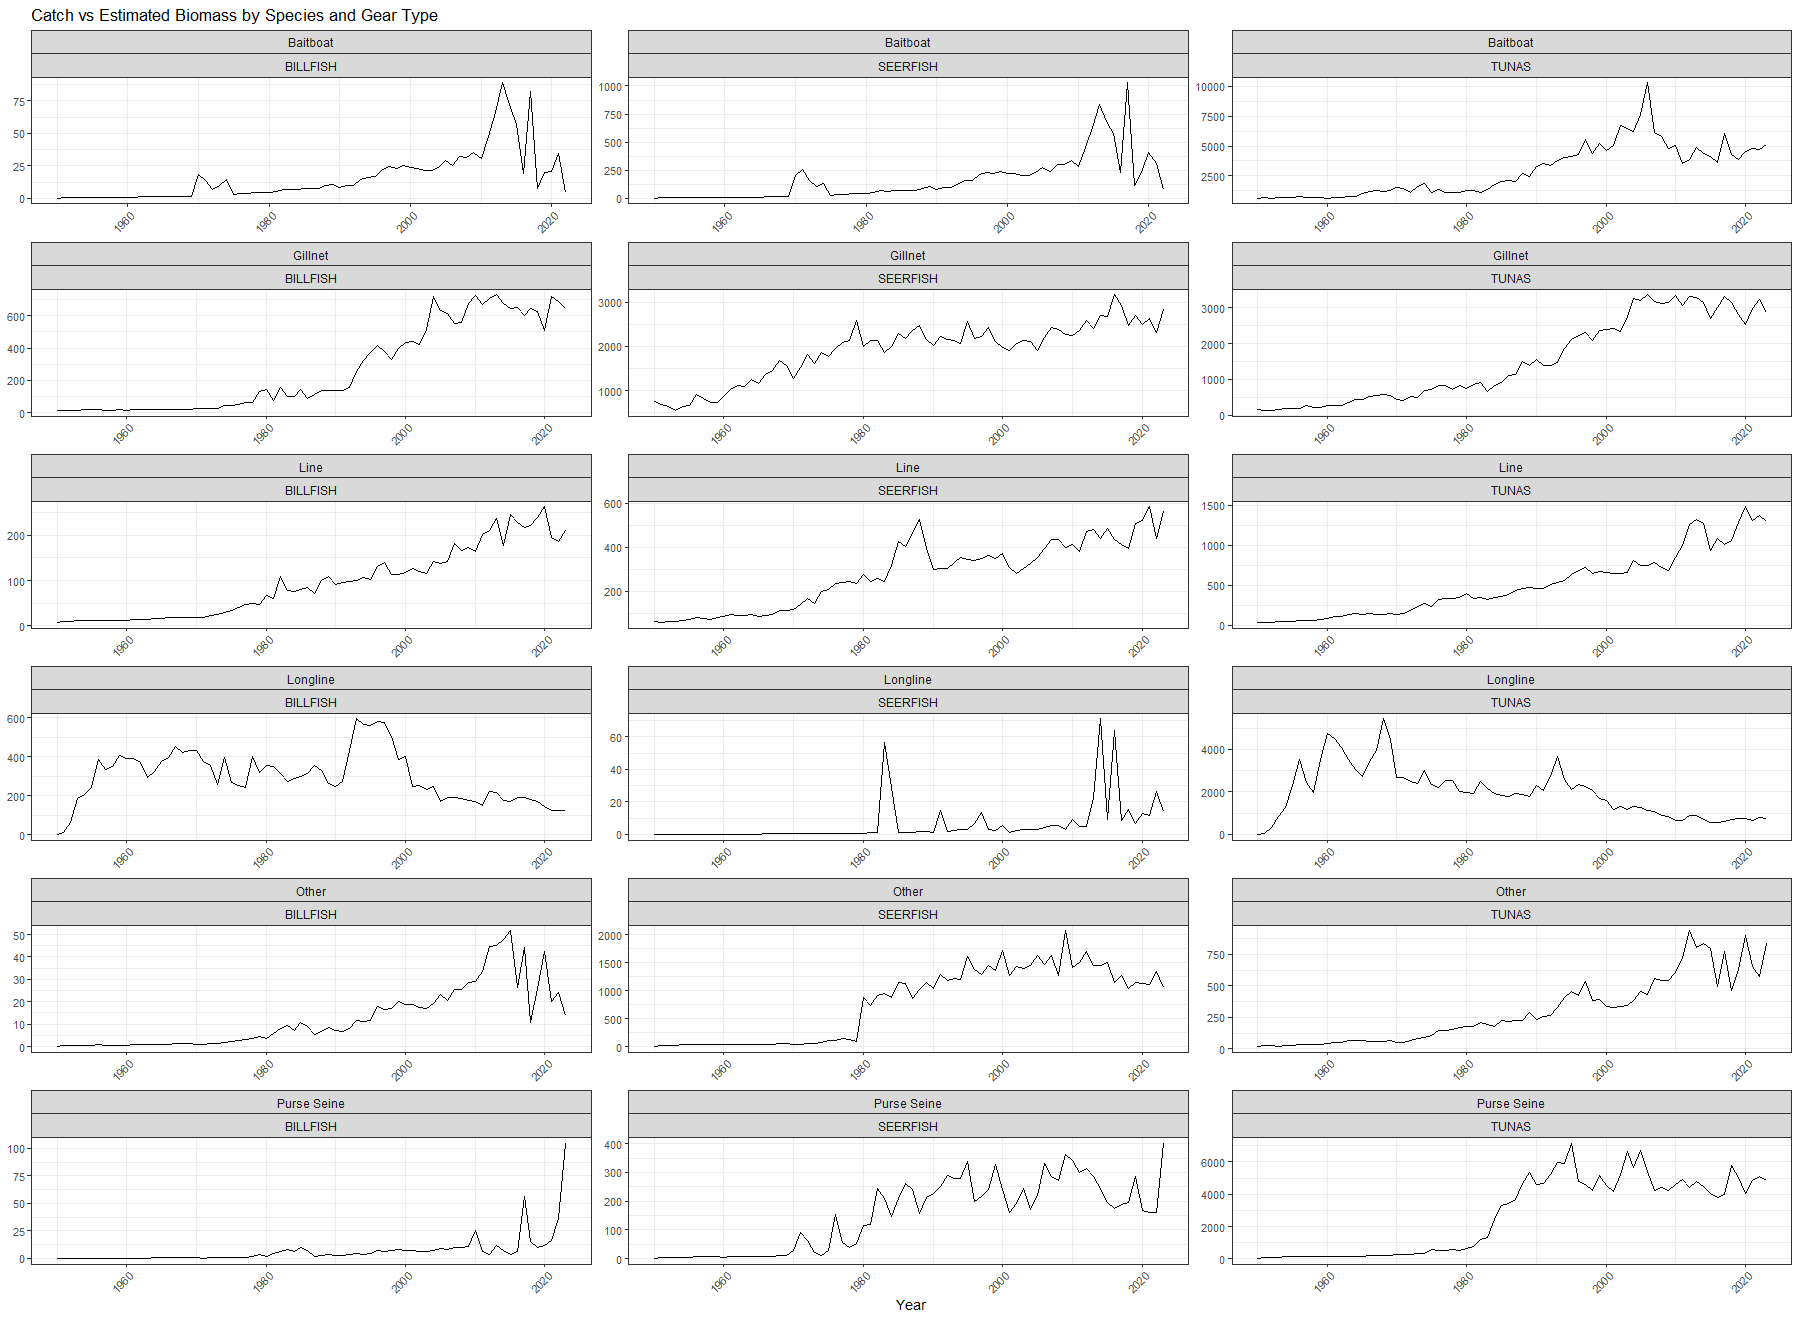 Catch vs Estimated Biomass by Species and Gear Type
Baitboat Baitboat Baitboat
BILLFISH SEERFISH TUNAS
75 50 25 0
1000 750 500 250 0
10000 7500 5000 2500
1960 1980 2000 2020 1960 1980 2000 2020 1960 1980 2000 2020
Gillnet Gillnet Gillnet
BILLFISH SEERFISH TUNAS
600 400 200 0
3000 2000 1000
3000 2000 1000 0
1960 1980 2000 2020 1960 1980 2000 2020 1960 1980 2000 2020
Line Line Line
BILLFISH SEERFISH TUNAS
200 100 0
600 400 200
1500 1000 500 0
1960 1980 2000 2020 1960 1980 2000 2020 1960 1980 2000 2020
Longline Longline Longline
BILLFISH SEERFISH TUNAS
600 400 200 0
60 40 20 0
4000 2000 0
1960 1980 2000 2020 1960 1980 2000 2020 1960 1980 2000 2020
Other Other Other
BILLFISH SEERFISH TUNAS
50 40 30 20 10 0
2000 1500 1000 500 0
750 500 250 0
1960 1980 2000 2020 1960 1980 2000 2020 1960 1980 2000 2020
Purse Seine Purse Seine Purse Seine
BILLFISH SEERFISH TUNAS
100 75 50 25 0
400 300 200 100 0
6000 4000 2000 0
1960 1980 2000 2020 1960 1980 2000 2020 1960 1980 2000 2020
Year